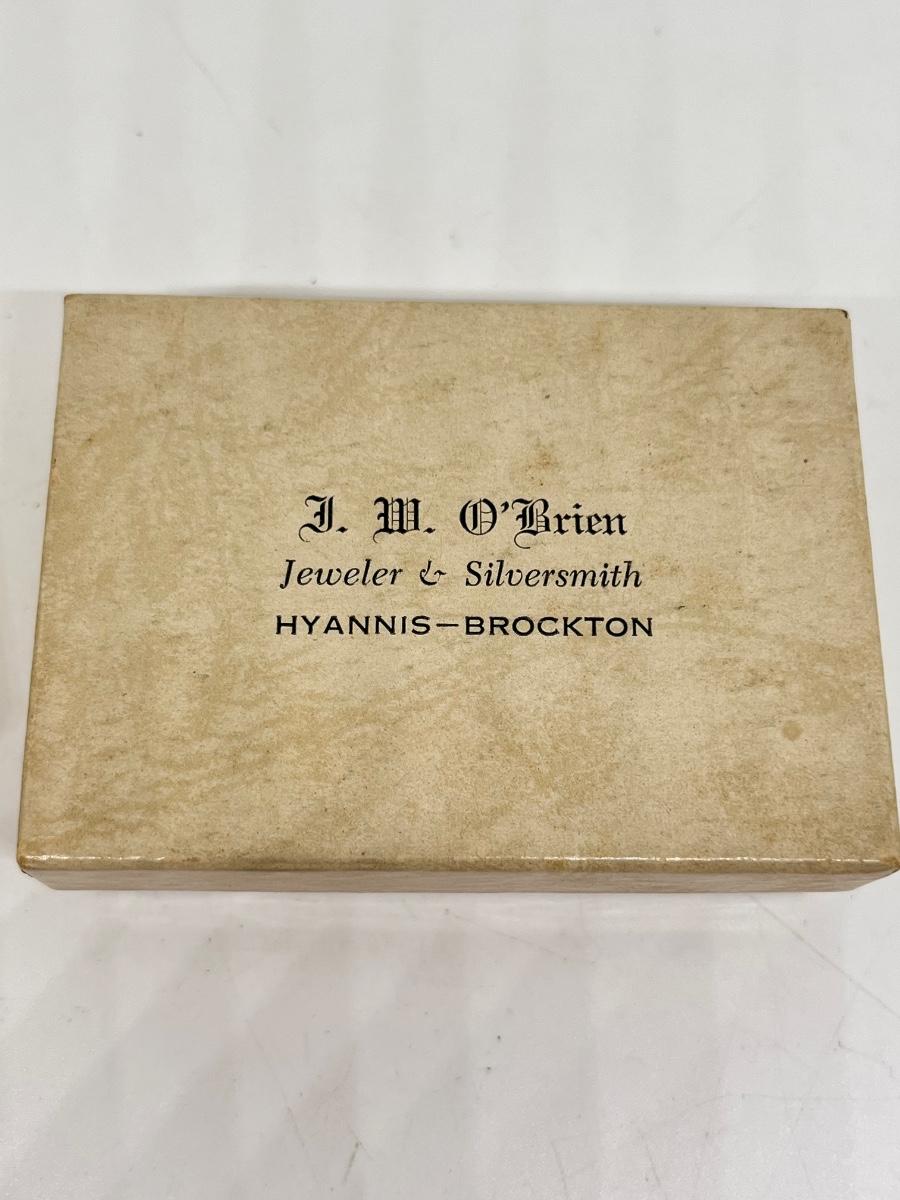 J. W. O'Brien
Jeweler & Silversmith
HYANNIS—BROCKTON